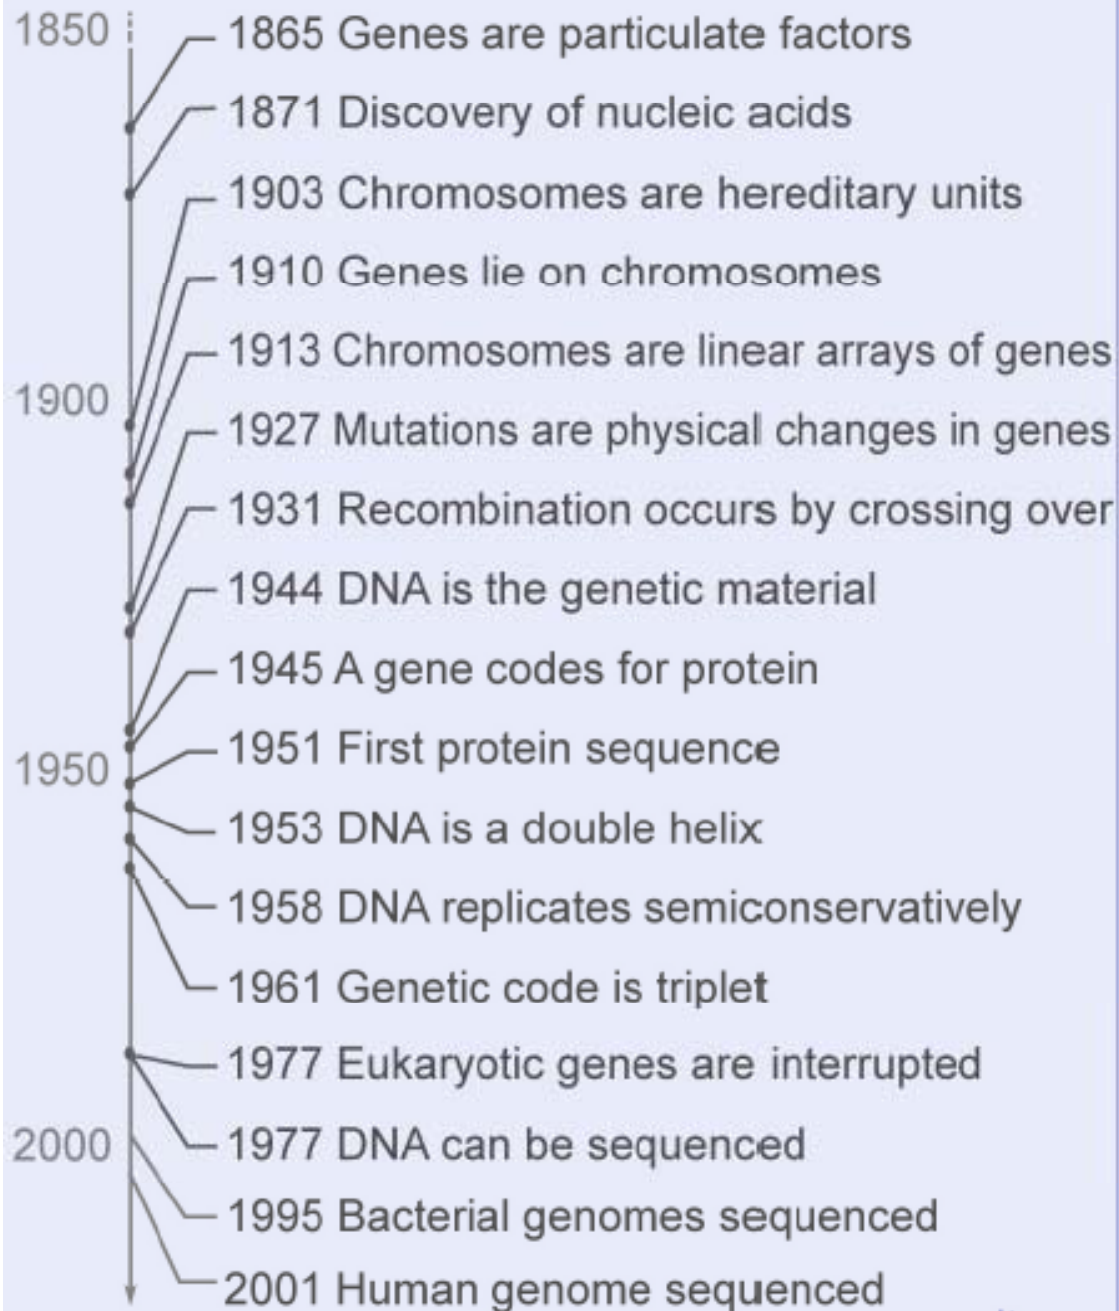 1850
1865 Genes are particulate factors
1871 Discovery of nucleic acids
1903 Chromosomes are hereditary units
1910 Genes lie on chromosomes
1913 Chromosomes are linear arrays of genes
1900
1927 Mutations are physical changes in genes
1931 Recombination occurs by crossing over
1944 DNA is the genetic material
1945 A gene codes for protein
1951 First protein sequence
1950
1953 DNA is a double helix
1958 DNA replicates semiconservatively
1961 Genetic code is triplet
1977 Eukaryotic genes are interrupted
2000
1977 DNA can be sequenced
1995 Bacterial genomes sequenced
2001 Human genome sequenced